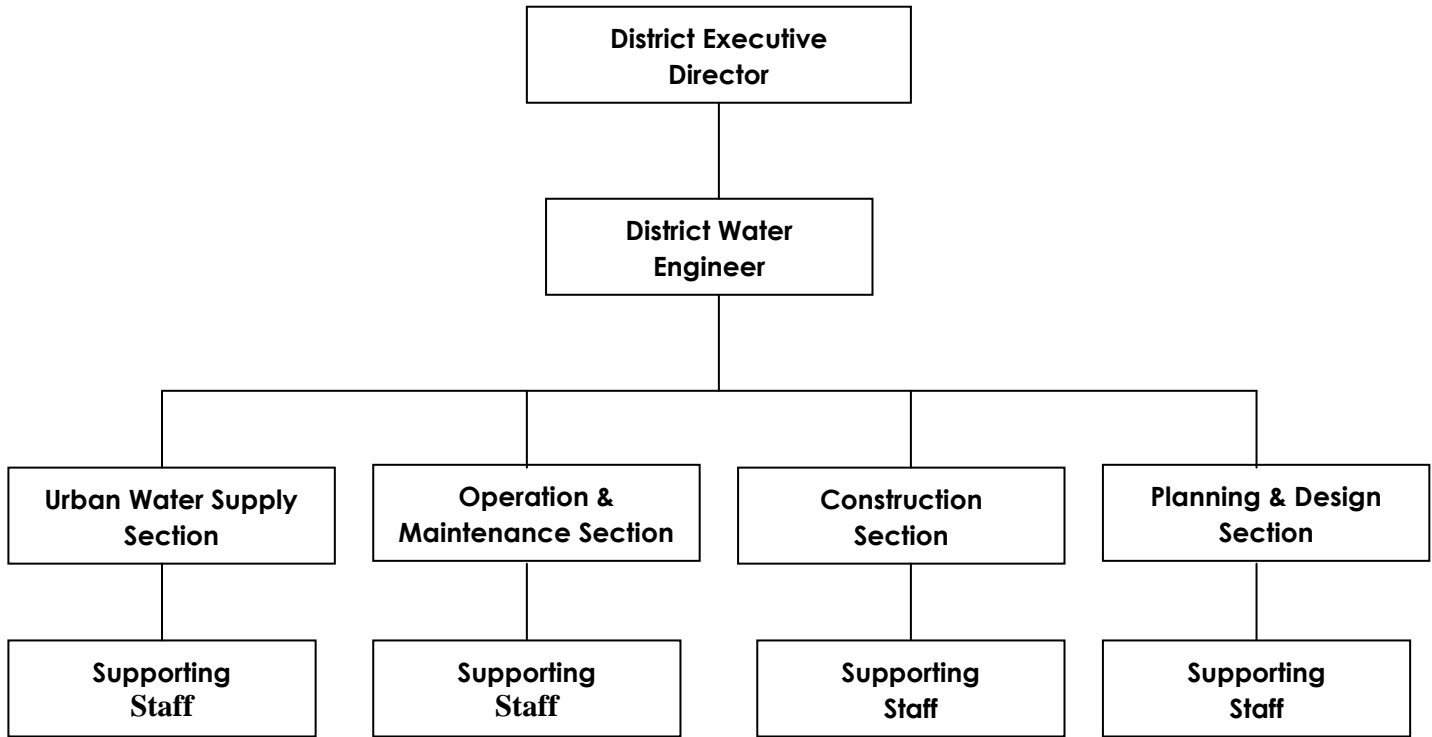 District Executive
Director
District Water
Engineer
Urban Water Supply
Section
Operation &
Maintenance Section
Construction
Section
Planning & Design
Section
Supporting
Staff
Supporting
Staff
Supporting
Staff
Supporting
Staff